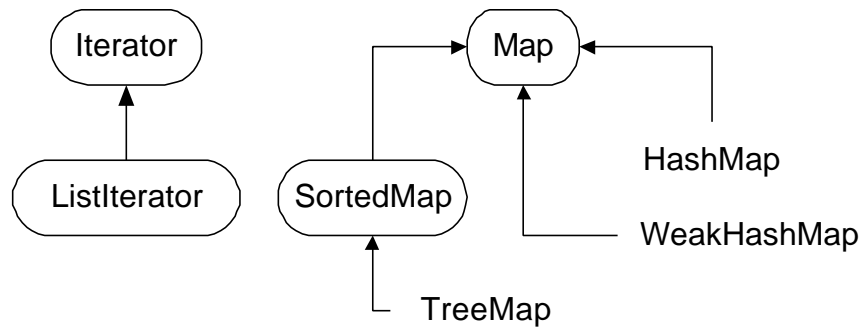 Iterator
Map
HashMap
ListIterator
SortedMap
WeakHashMap
TreeMap